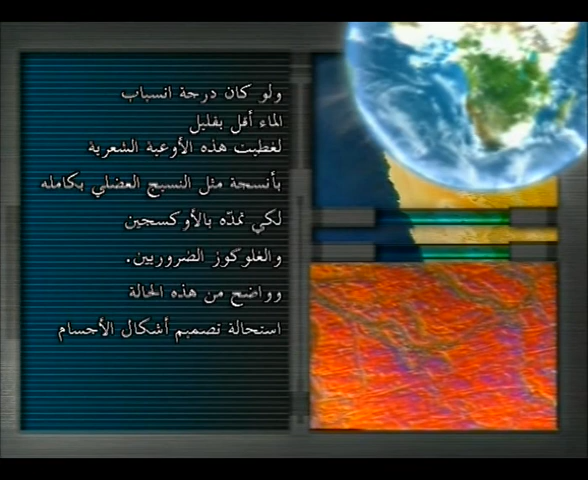 ولو كان درجة انسياب
الماء أقل بقليل
لغطيت هذه الأوعية الشعرية
بأنسجة مثل النسيج العضلي بكامله
لكي تمدّه بالأوكسجين
والغلوكوز الضروريين.
وواضح من هذه الحالة
استحالة تصميم أشكال الأجسام